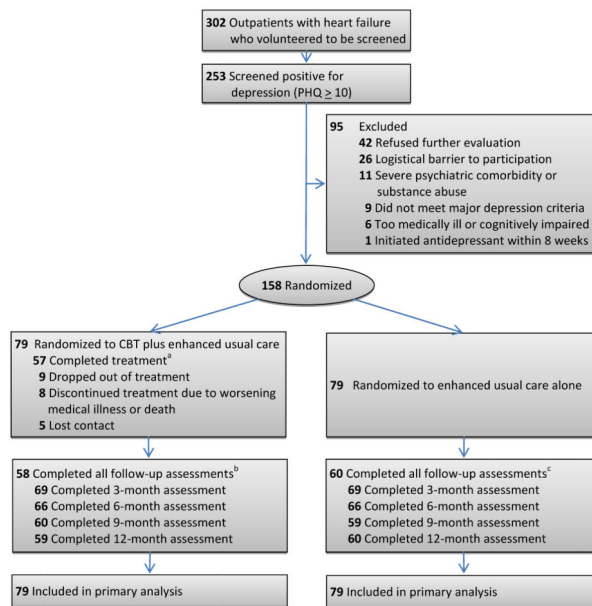 302 Outpatients with heart failure
who volunteered to be screened
253 Screened positive for
depression (PHQ ≥ 10)
95 Excluded
42 Refused further evaluation
26 Logistical barrier to participation
11 Severe psychiatric comorbidity or
substance abuse
9 Did not meet major depression criteria
6 Too medically ill or cognitively impaired
1 Initiated antidepressant within 8 weeks
158 Randomized
79 Randomized to CBT plus enhanced usual care
57 Completed treatmentᵃ
9 Dropped out of treatment
8 Discontinued treatment due to worsening
medical illness or death
5 Lost contact
79 Randomized to enhanced usual care alone
58 Completed all follow-up assessmentsᵇ
69 Completed 3-month assessment
66 Completed 6-month assessment
60 Completed 9-month assessment
59 Completed 12-month assessment
60 Completed all follow-up assessmentsᶜ
69 Completed 3-month assessment
66 Completed 6-month assessment
59 Completed 9-month assessment
60 Completed 12-month assessment
79 Included in primary analysis
79 Included in primary analysis